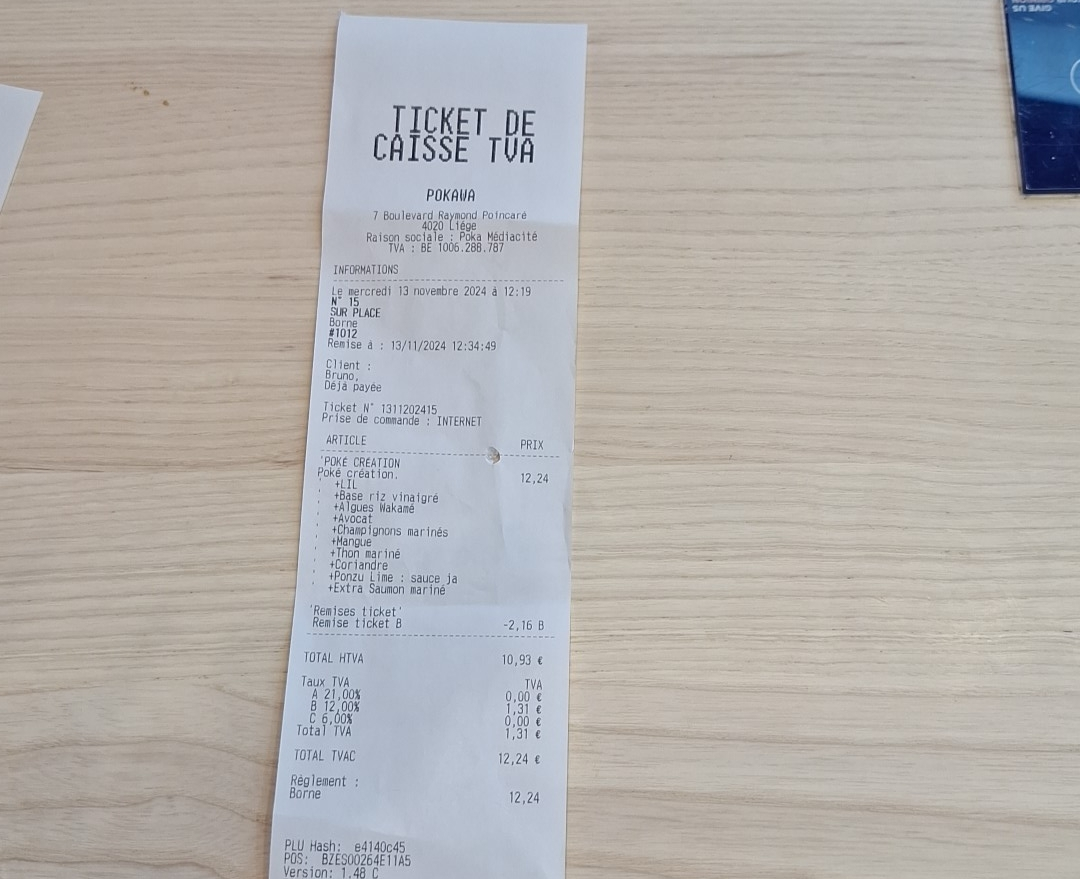 TICKET DE
CAISSE TVA
POKAWA
7 Boulevard Raymond Poincaré
4020 Liége
Raison sociale : Poka Médiacité
TVA : BE 1006.288.787
INFORMATIONS
Le mercredi 13 novembre 2024 à 12:19
N° 15
SUR PLACE
Borne
#1012
Remise à : 13/11/2024 12:34:49
Client :
Bruno,
Déjà payée
Ticket N° 1311202415
Prise de commande : INTERNET
ARTICLE PRIX
'POKÉ CRÉATION
Poké création. 12,24
+LIL
+Base riz vinaigré
+Algues Wakamé
+Avocat
+Champignons marinés
+Mangue
+Thon mariné
+Coriandre
+Ponzu Lime : sauce ja
+Extra Saumon mariné
'Remises ticket'
Remise ticket B -2,16 B
TOTAL HTVA 10,93 €
Taux TVA TVA
A 21,00% 0,00 €
B 12,00% 1,31 €
C 6,00% 0,00 €
Total TVA 1,31 €
TOTAL TVAC 12,24 €
Règlement :
Borne 12,24
PLU Hash: e4140c45
POS: BZES00264E11A5
Version: 1.48 C
GIVE US